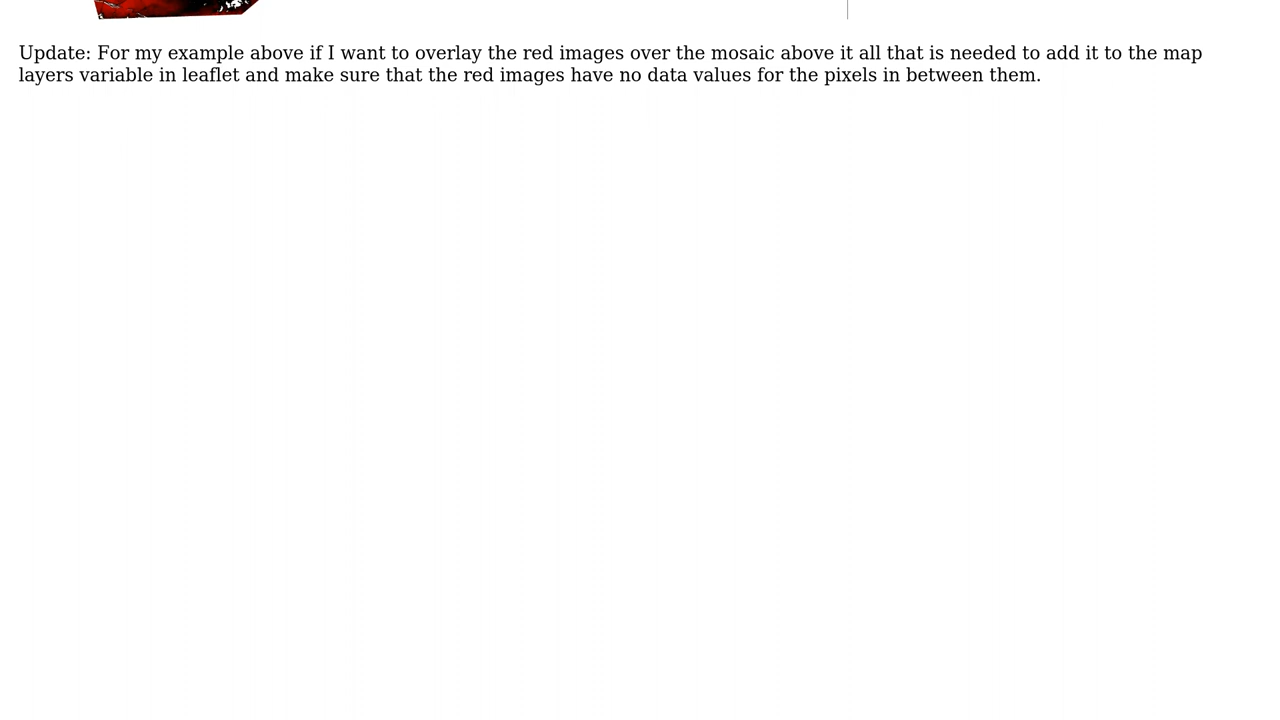 Update: For my example above if I want to overlay the red images over the mosaic above it all that is needed to add it to the map
layers variable in leaflet and make sure that the red images have no data values for the pixels in between them.